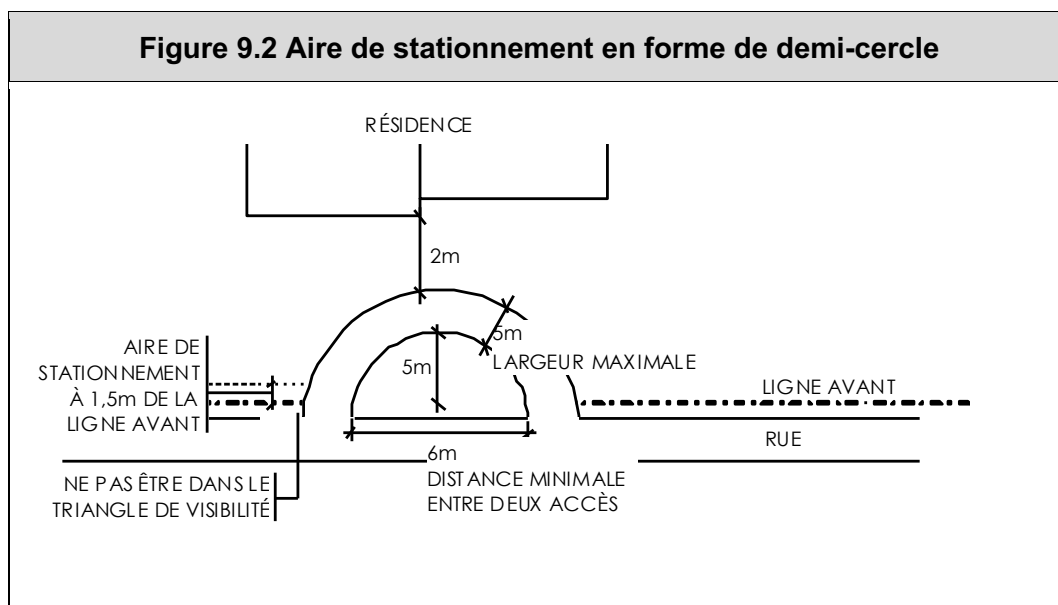 Figure 9.2 Aire de stationnement en forme de demi-cercle
RÉSIDENCE
2m
5m
LARGEUR MAXIMALE
5m
AIRE DE
STATIONNEMENT
À 1,5m DE LA
LIGNE AVANT
LIGNE AVANT
RUE
6m
DISTANCE MINIMALE
ENTRE DEUX ACCÈS
NE PAS ÊTRE DANS LE
TRIANGLE DE VISIBILITÉ